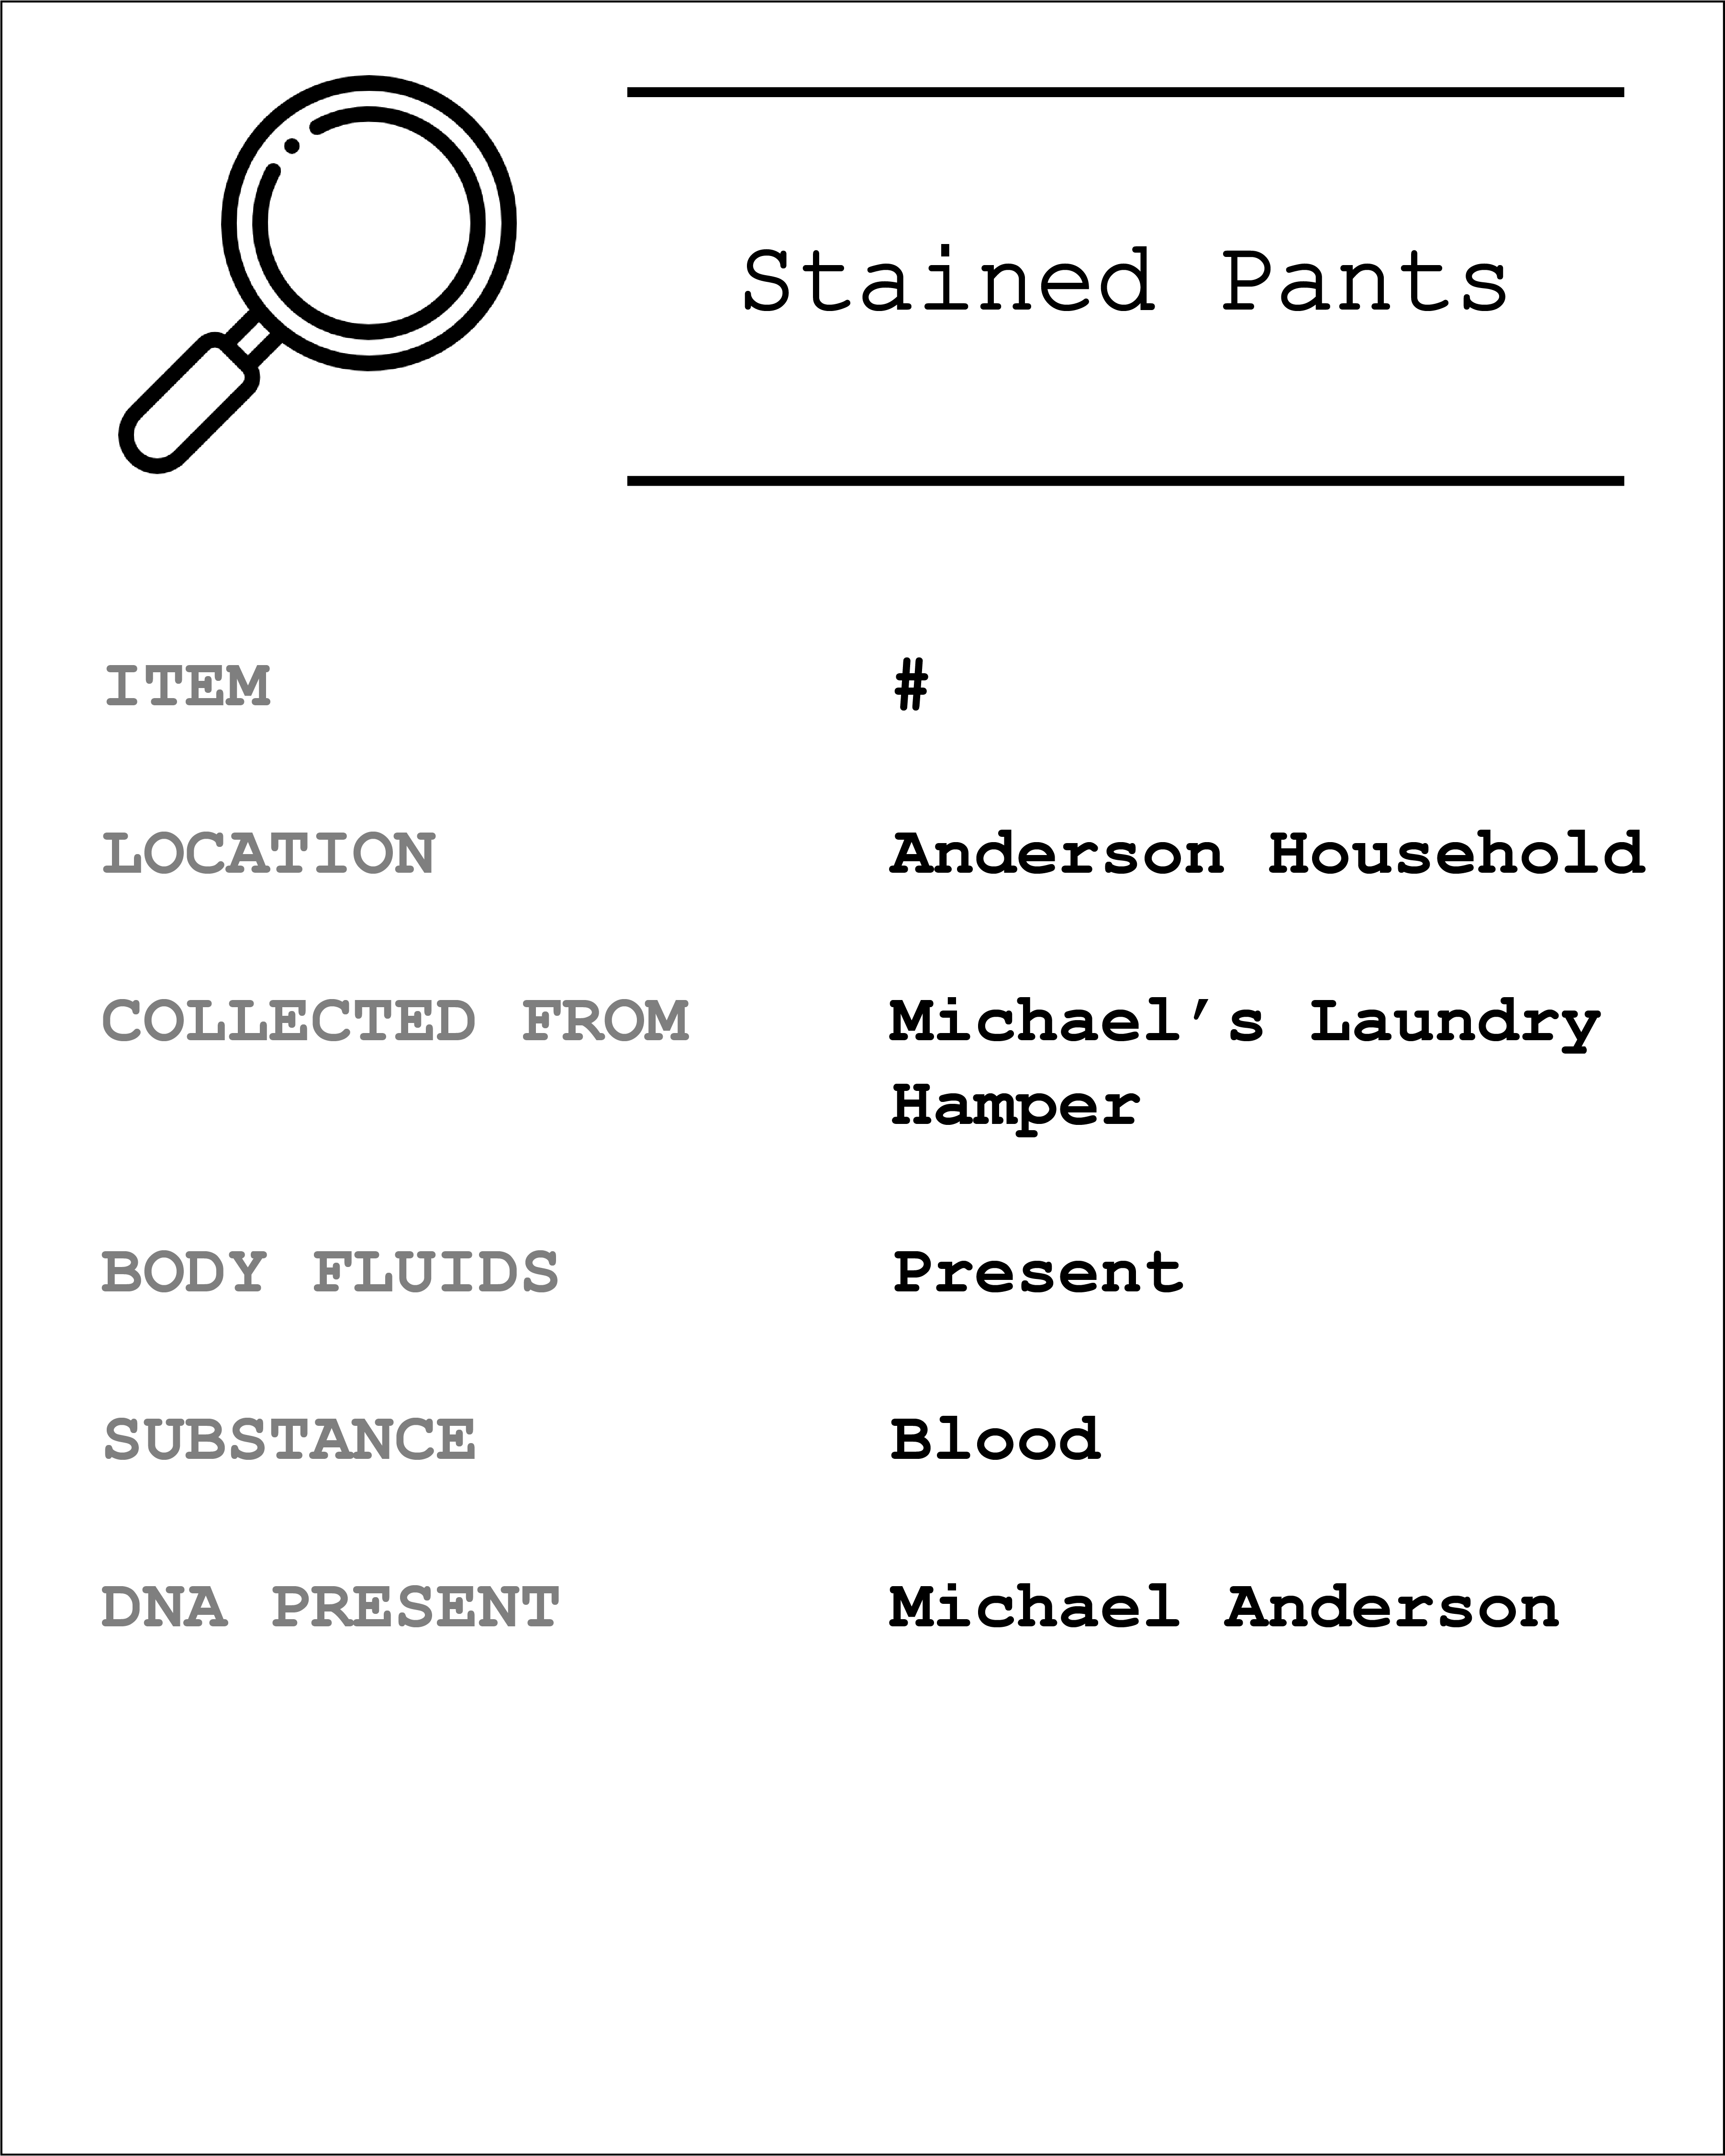 Stained Pants
ITEM #
LOCATION Anderson Household
COLLECTED FROM Michael’s Laundry
Hamper
BODY FLUIDS Present
SUBSTANCE Blood
DNA PRESENT Michael Anderson